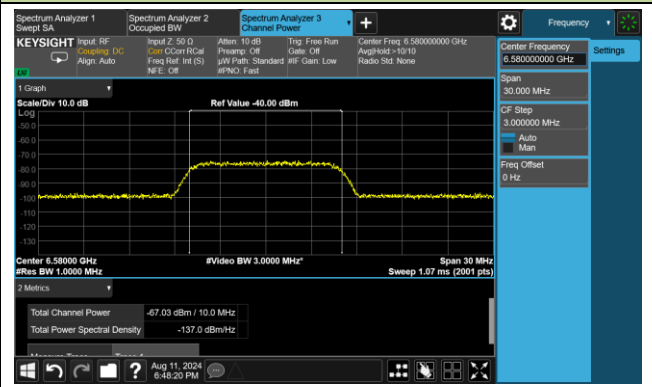 Spectrum Analyzer 1
Swept SA
Spectrum Analyzer 2
Occupied BW
Spectrum Analyzer 3
Channel Power
Frequency
KEYSIGHT
Input: RF
Coupling: DC
Align: Auto
Input Z: 50 Ω
Corr CCorr RCal
Freq Ref: Int (S)
NFE: Off
Atten: 10 dB
Preamp: Off
µW Path: Standard
#PNO: Fast
Trig: Free Run
Gate: Off
#IF Gain: Low
Center Freq: 6.580000000 GHz
Avg|Hold:>10/10
Radio Std: None
Center Frequency
6.580000000 GHz
Settings
Span
30.000 MHz
CF Step
3.000000 MHz
Auto
Man
Freq Offset
0 Hz
1 Graph
Scale/Div 10.0 dB
Ref Value -40.00 dBm
Log
-50.0
-60.0
-70.0
-80.0
-90.0
-100
-110
-120
-130
Center 6.58000 GHz
#Video BW 3.0000 MHz*
Span 30 MHz
#Res BW 1.0000 MHz
Sweep 1.07 ms (2001 pts)
2 Metrics
Total Channel Power
-67.03 dBm / 10.0 MHz
Total Power Spectral Density
-137.0 dBm/Hz
Aug 11, 2024
6:48:20 PM